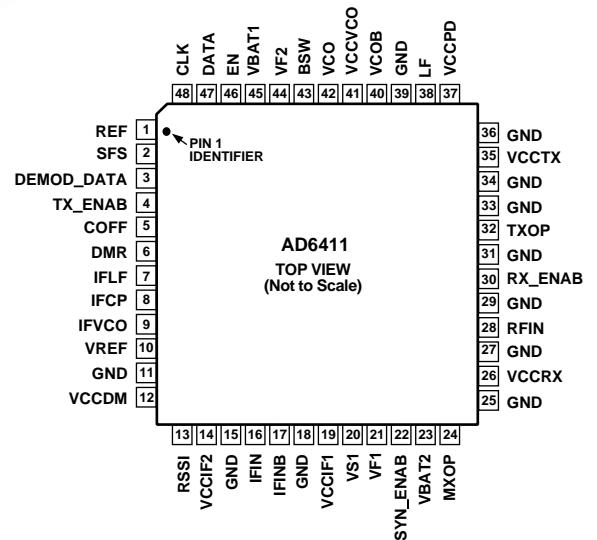 CLK DATA EN VBAT1 VF2 BSW VCO VCCVCO VCOB GND LF VCCPD
48 47 46 45 44 43 42 41 40 39 38 37
REF 1
SFS 2
DEMOD_DATA 3
TX_ENAB 4
COFF 5
DMR 6
IFLF 7
IFCP 8
IFVCO 9
VREF 10
GND 11
VCCDM 12
PIN 1
IDENTIFIER
AD6411
TOP VIEW
(Not to Scale)
36 GND
35 VCCTX
34 GND
33 GND
32 TXOP
31 GND
30 RX_ENAB
29 GND
28 RFIN
27 GND
26 VCCRX
25 GND
13 14 15 16 17 18 19 20 21 22 23 24
RSSI VCCIF2 GND IFIN IFINB GND VCCIF1 VS1 VF1 SYN_ENAB VBAT2 MXOP